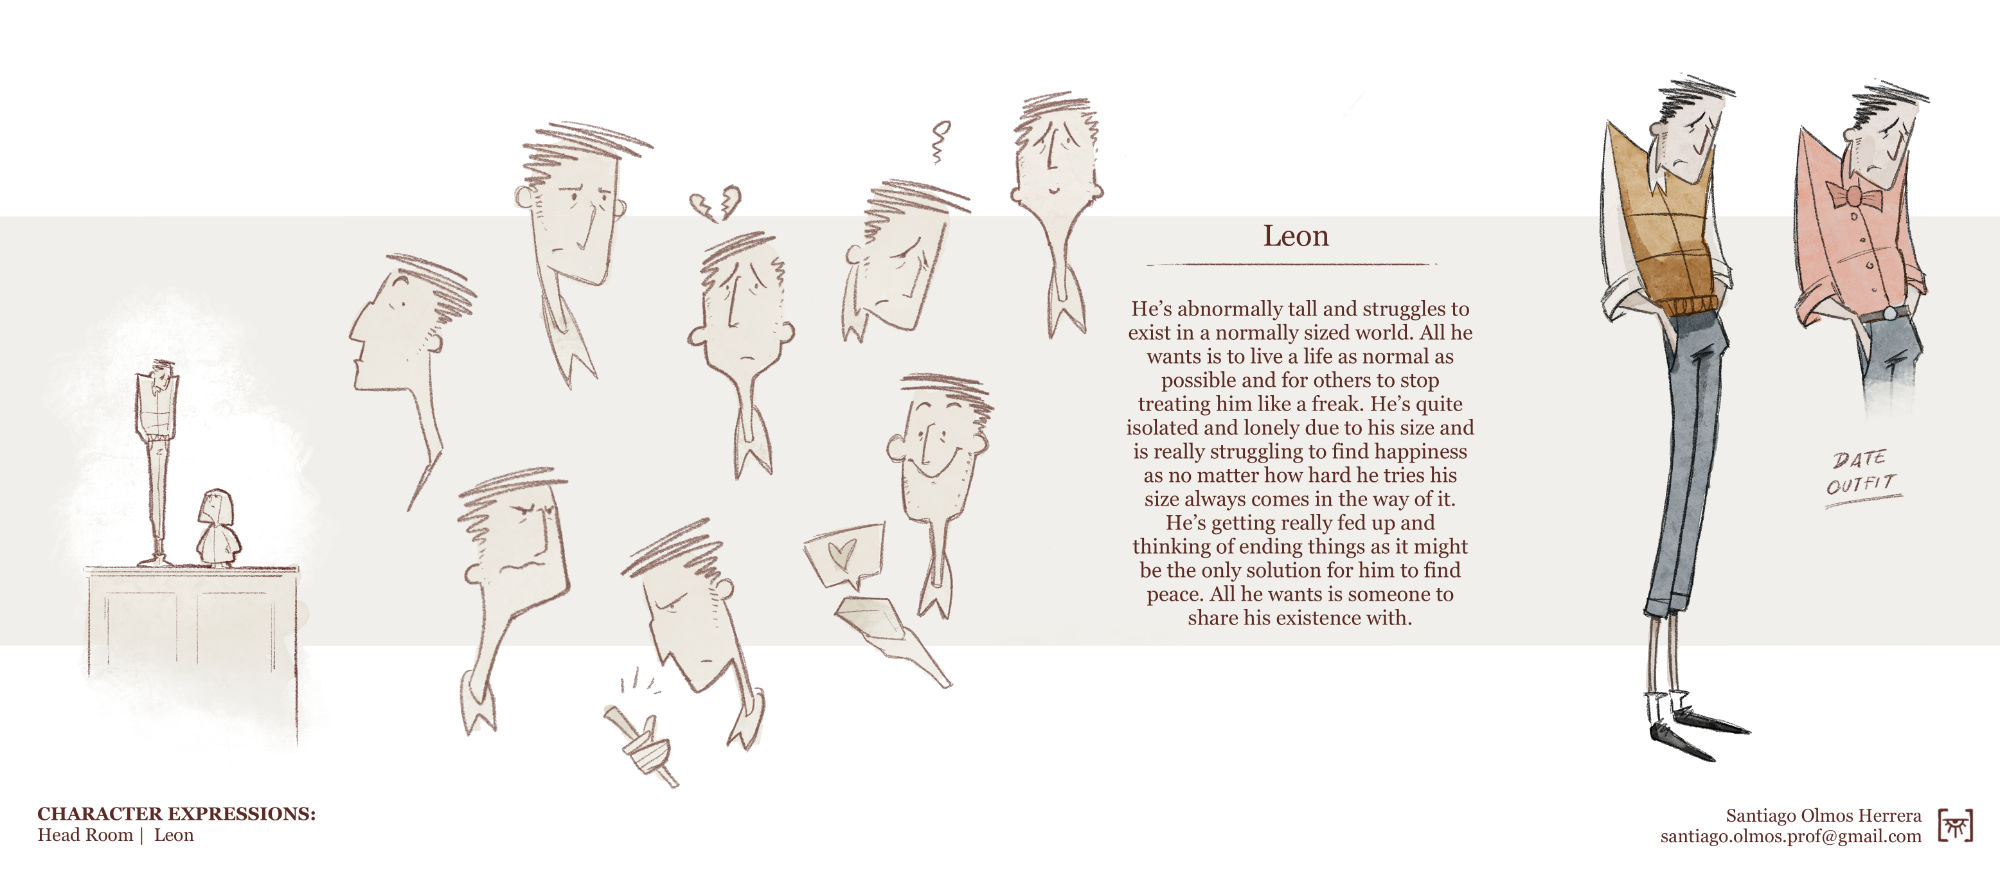 Leon
He's abnormally tall and struggles to
exist in a normally sized world. All he
wants is to live a life as normal as
possible and for others to stop
treating him like a freak. He's quite
isolated and lonely due to his size and
is really struggling to find happiness
as no matter how hard he tries his
size always comes in the way of it.
He's getting really fed up and
thinking of ending things as it might
be the only solution for him to find
peace. All he wants is someone to
share his existence with.
DATE
OUTFIT
CHARACTER EXPRESSIONS:
Head Room | Leon
Santiago Olmos Herrera
santiago.olmos.prof@gmail.com